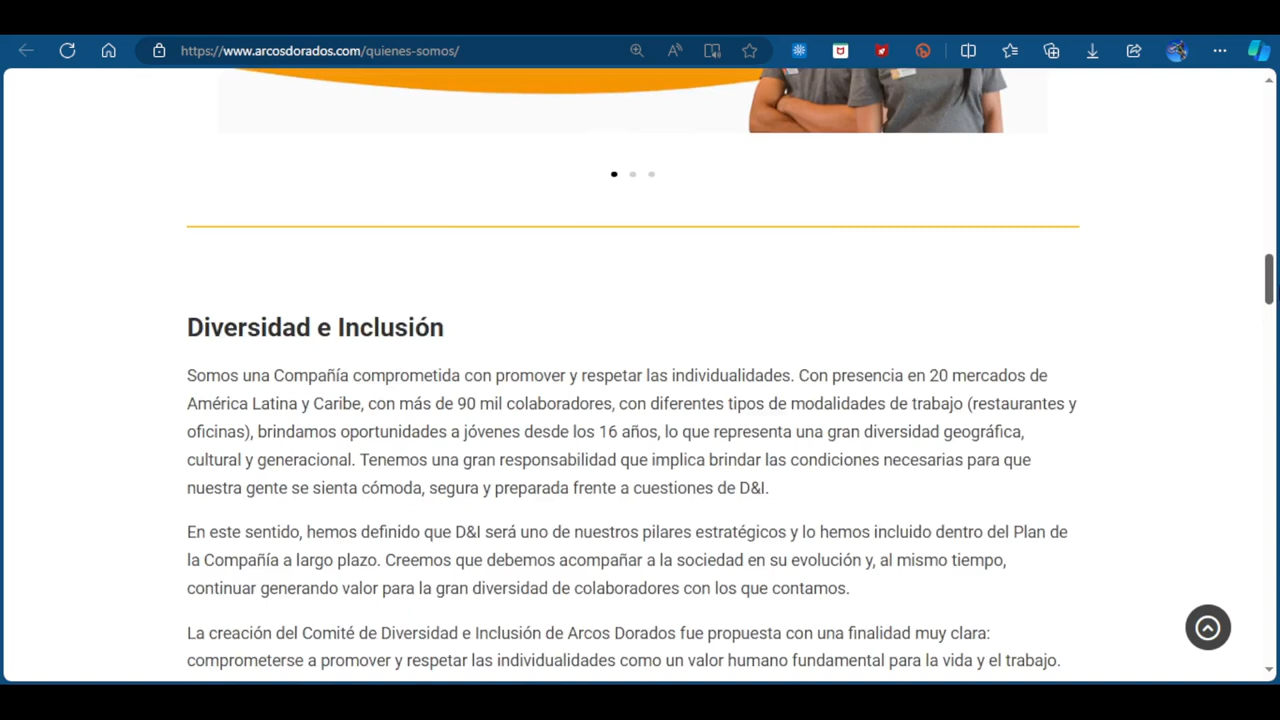 https://www.arcosdorados.com/quienes-somos/
Diversidad e Inclusión
Somos una Compañía comprometida con promover y respetar las individualidades. Con presencia en 20 mercados de
América Latina y Caribe, con más de 90 mil colaboradores, con diferentes tipos de modalidades de trabajo (restaurantes y
oficinas), brindamos oportunidades a jóvenes desde los 16 años, lo que representa una gran diversidad geográfica,
cultural y generacional. Tenemos una gran responsabilidad que implica brindar las condiciones necesarias para que
nuestra gente se sienta cómoda, segura y preparada frente a cuestiones de D&I.
En este sentido, hemos definido que D&I será uno de nuestros pilares estratégicos y lo hemos incluido dentro del Plan de
la Compañía a largo plazo. Creemos que debemos acompañar a la sociedad en su evolución y, al mismo tiempo,
continuar generando valor para la gran diversidad de colaboradores con los que contamos.
La creación del Comité de Diversidad e Inclusión de Arcos Dorados fue propuesta con una finalidad muy clara:
comprometerse a promover y respetar las individualidades como un valor humano fundamental para la vida y el trabajo.